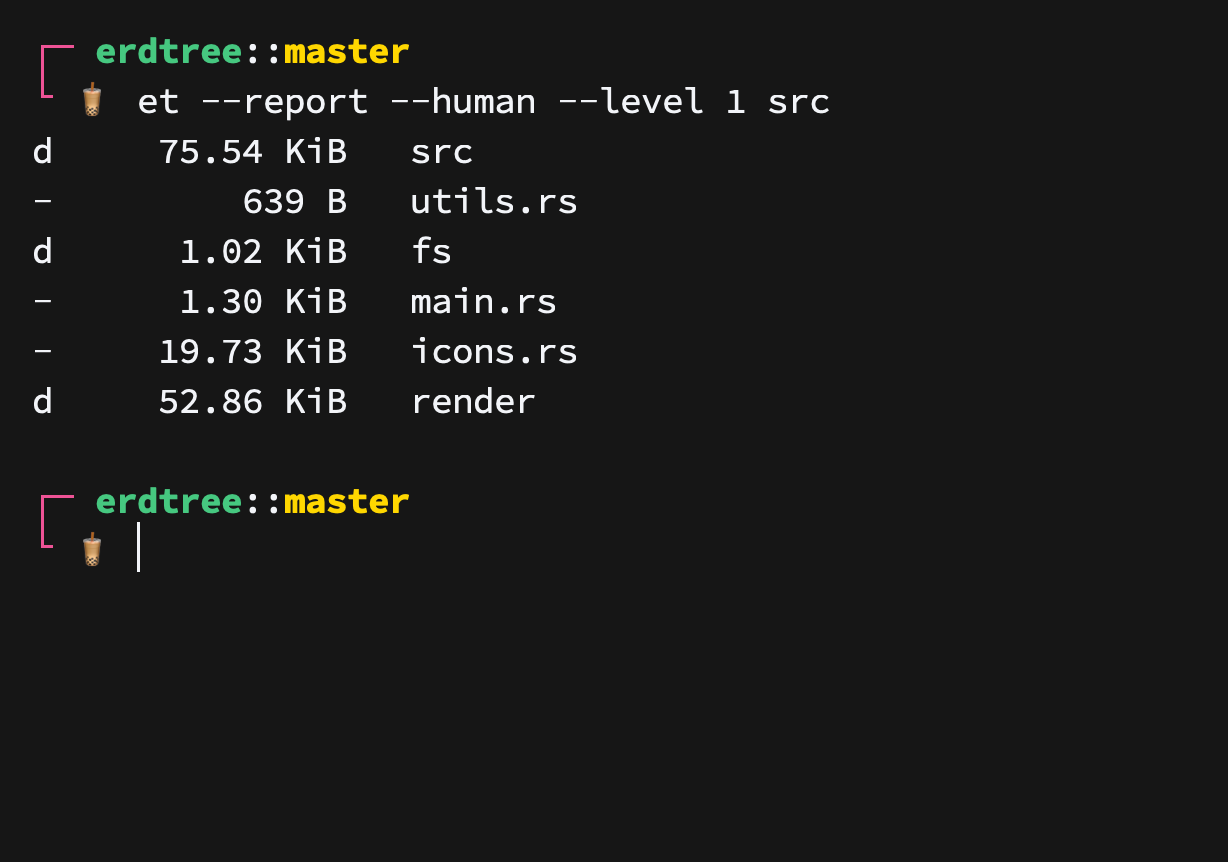 erdtree::master
et --report --human --level 1 src
d 75.54 KiB src
- 639 B utils.rs
d 1.02 KiB fs
- 1.30 KiB main.rs
- 19.73 KiB icons.rs
d 52.86 KiB render
erdtree::master